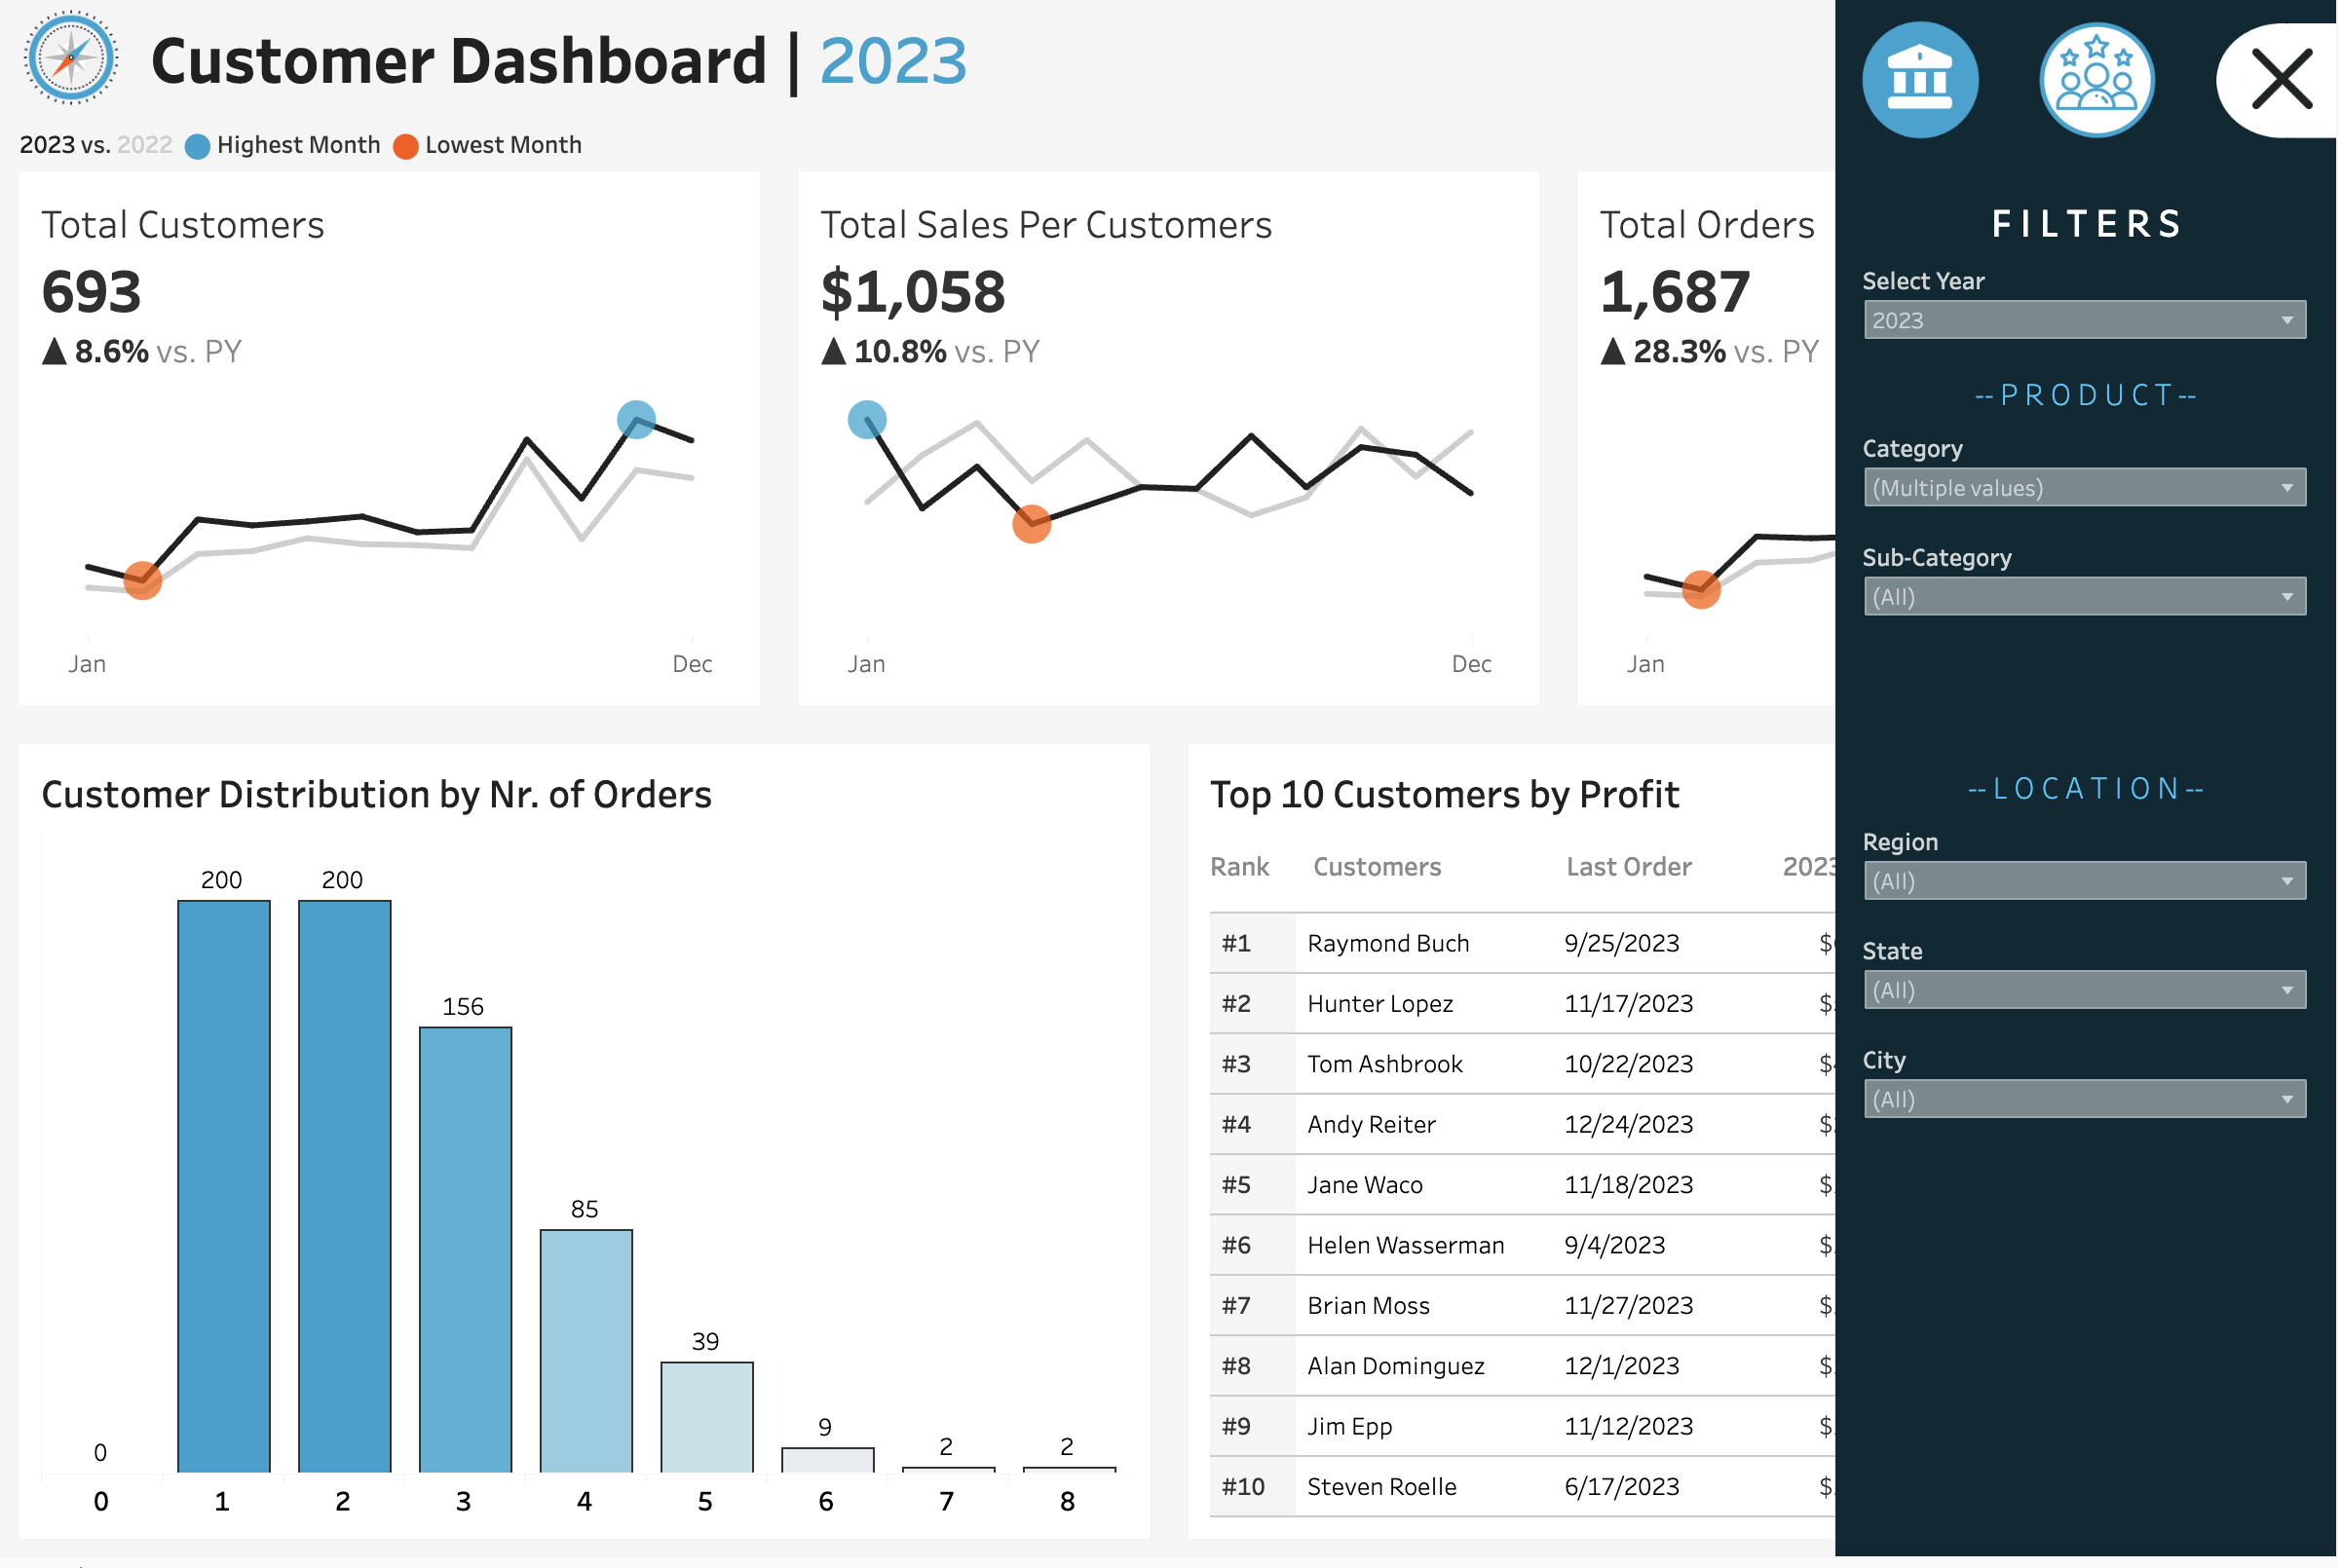 Customer Dashboard | 2023
2023 vs. 2022 Highest Month Lowest Month
Total Customers
693
▲ 8.6% vs. PY
Jan Dec
Total Sales Per Customers
$1,058
▲ 10.8% vs. PY
Jan Dec
Total Orders
1,687
▲ 28.3% vs. PY
Jan
Customer Distribution by Nr. of Orders
0 200 200 156 85 39 9 2 2
0 1 2 3 4 5 6 7 8
Top 10 Customers by Profit
Rank Customers Last Order 2023
#1 Raymond Buch 9/25/2023 $
#2 Hunter Lopez 11/17/2023 $
#3 Tom Ashbrook 10/22/2023 $
#4 Andy Reiter 12/24/2023 $
#5 Jane Waco 11/18/2023 $
#6 Helen Wasserman 9/4/2023 $
#7 Brian Moss 11/27/2023 $
#8 Alan Dominguez 12/1/2023 $
#9 Jim Epp 11/12/2023 $
#10 Steven Roelle 6/17/2023 $
FILTERS
Select Year
2023
--PRODUCT--
Category
(Multiple values)
Sub-Category
(All)
--LOCATION--
Region
(All)
State
(All)
City
(All)